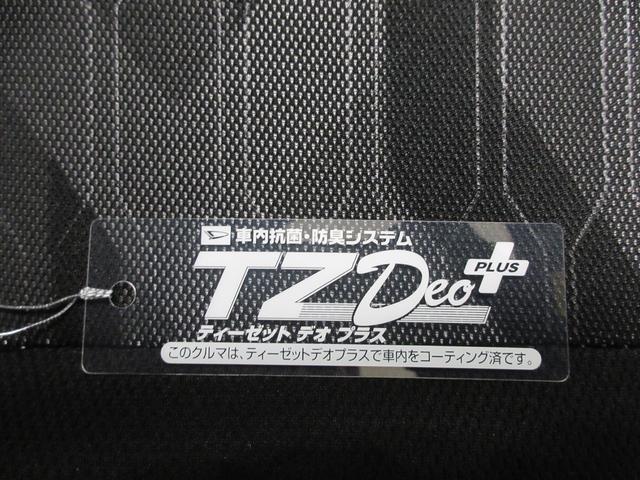 車内抗菌・防臭システム
TZ Deo PLUS
ティーゼット デオ プラス
このクルマは、ティーゼットデオプラスで車内をコーティング済です。